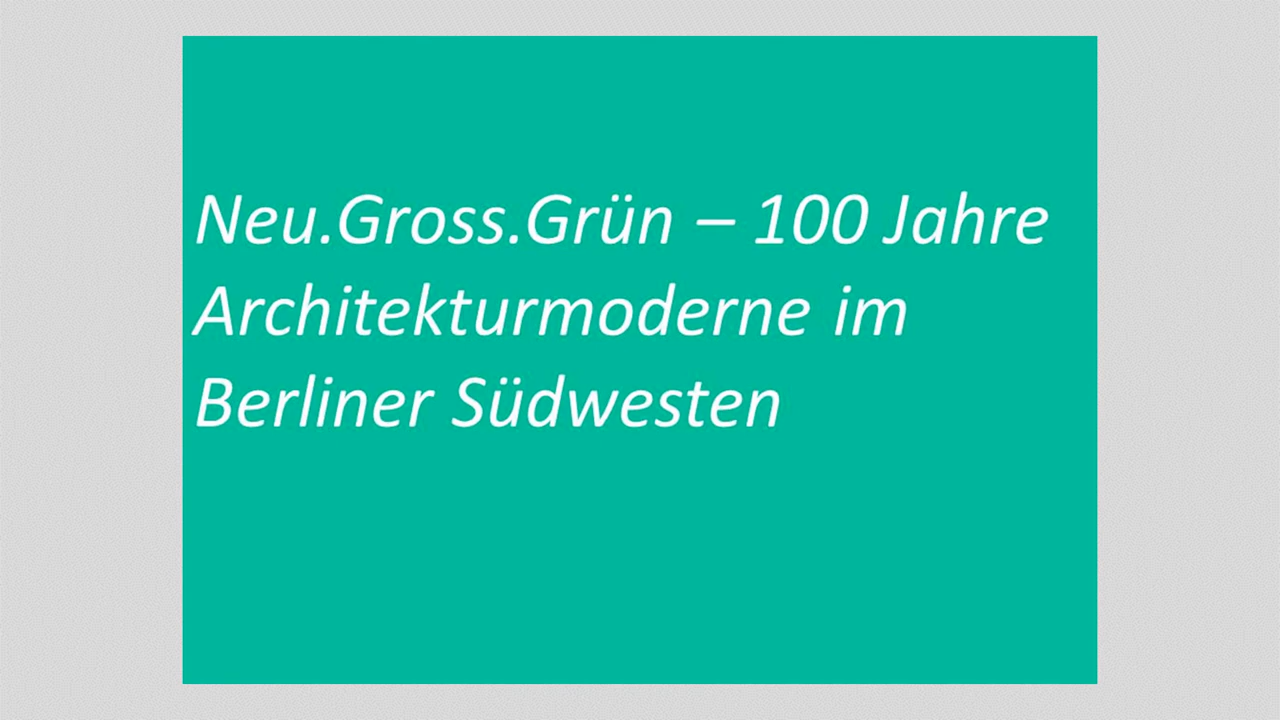 Neu.Gross.Grün – 100 Jahre
Architekturmoderne im
Berliner Südwesten